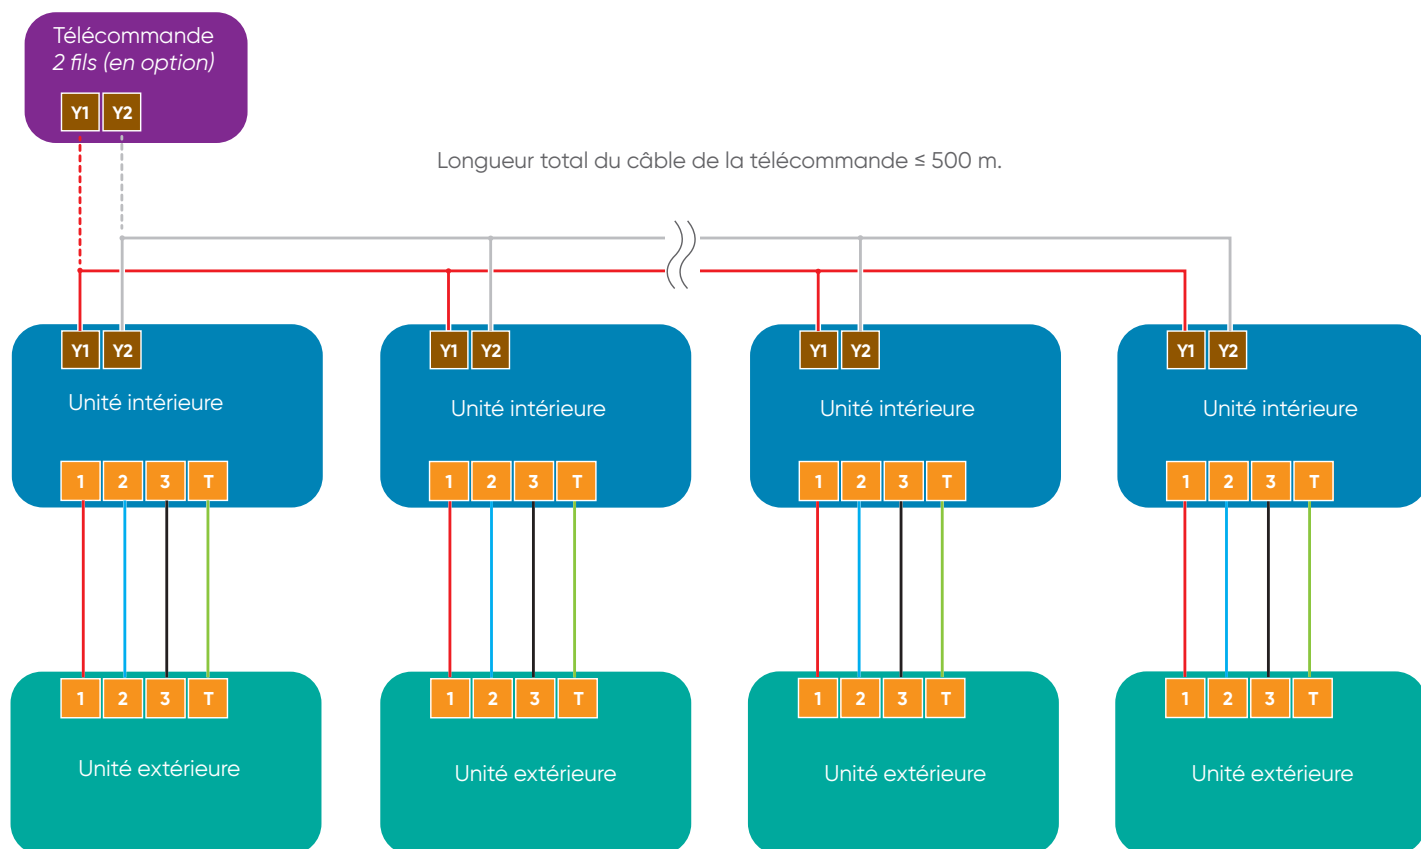 Télécommande
2 fils (en option)
Y1 Y2
Longueur total du câble de la télécommande ≤ 500 m.
Y1 Y2 Y1 Y2 Y1 Y2 Y1 Y2
Unité intérieure Unité intérieure Unité intérieure Unité intérieure
1 2 3 T 1 2 3 T 1 2 3 T 1 2 3 T
1 2 3 T 1 2 3 T 1 2 3 T 1 2 3 T
Unité extérieure Unité extérieure Unité extérieure Unité extérieure